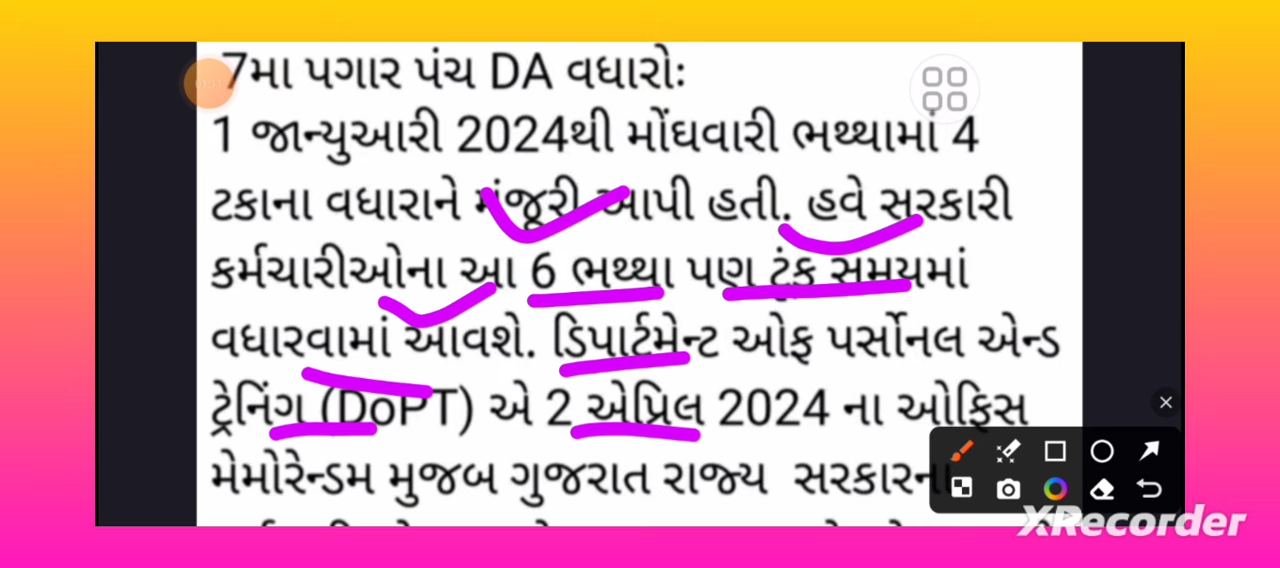 7મા પગાર પંચ DA વધારોઃ
1 જાન્યુઆરી 2024થી મોંઘવારી ભથ્થામાં 4
ટકાના વધારાને મંજૂરી આપી હતી. હવે સરકારી
કર્મચારીઓના આ 6 ભથ્થા પણ ટૂંક સમયમાં
વધારવામાં આવશે. ડિપાર્ટમેન્ટ ઓફ પર્સોનલ એન્ડ
ટ્રેનિંગ (DoPT) એ 2 એપ્રિલ 2024 ના ઓફિસ
મેમોરેન્ડમ મુજબ ગુજરાત રાજ્ય સરકારના
XRecorder